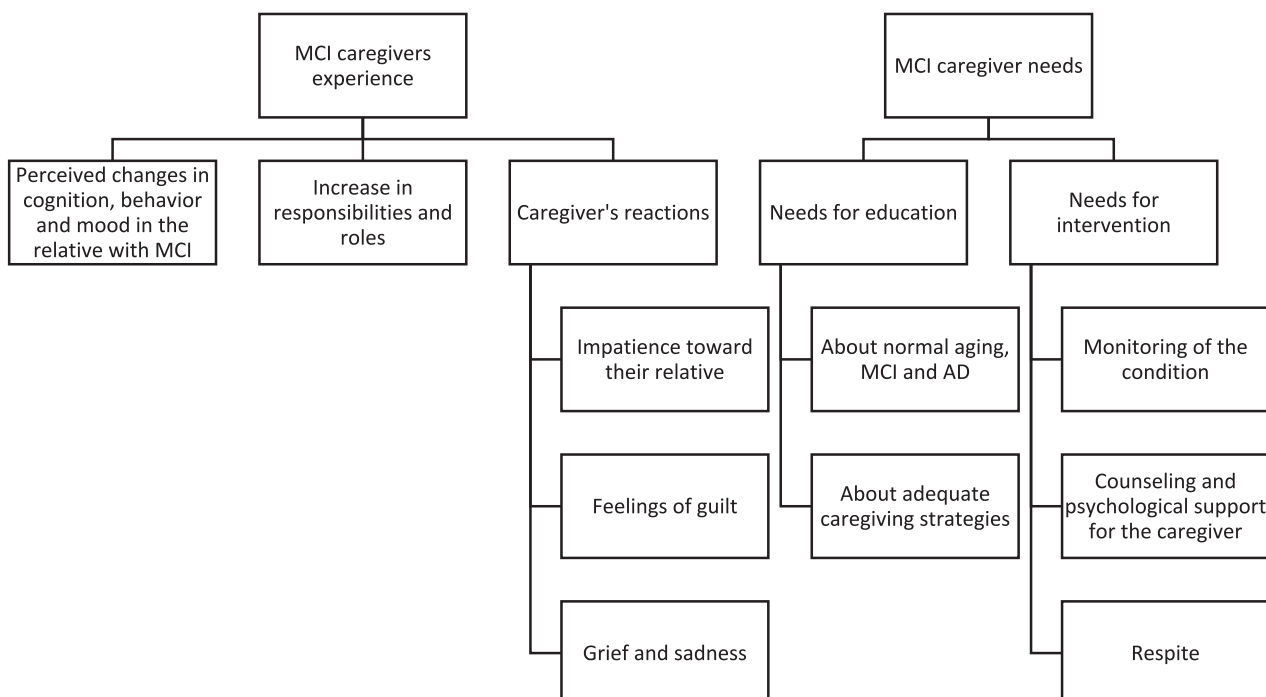 MCI caregivers
experience
MCI caregiver needs
Perceived changes in
cognition, behavior
and mood in the
relative with MCI
Increase in
responsibilities and
roles
Caregiver's reactions
Needs for education
Needs for
intervention
Impatience toward
their relative
About normal aging,
MCI and AD
Monitoring of the
condition
Feelings of guilt
About adequate
caregiving strategies
Counseling and
psychological support
for the caregiver
Grief and sadness
Respite